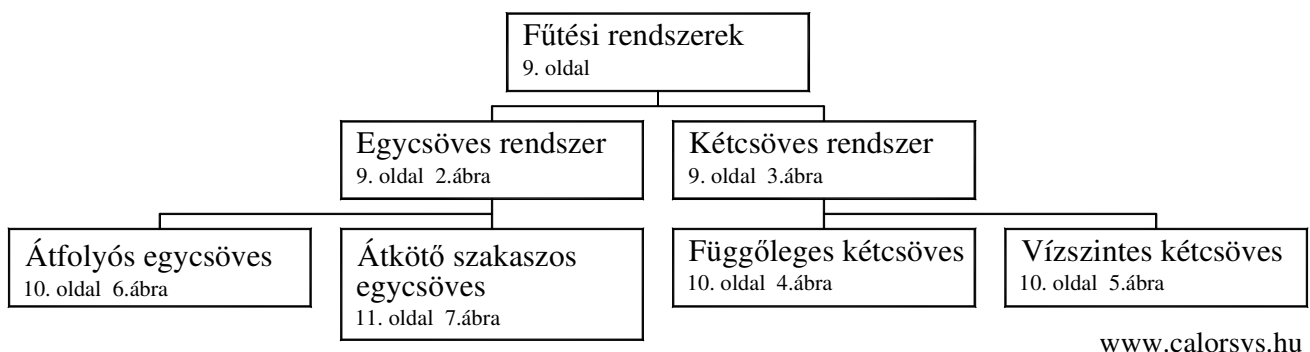 Fűtési rendszerek
9. oldal
Egycsöves rendszer
9. oldal 2.ábra
Kétcsöves rendszer
9. oldal 3.ábra
Átfolyós egycsöves
10. oldal 6.ábra
Átkötő szakaszos
egycsöves
11. oldal 7.ábra
Függőleges kétcsöves
10. oldal 4.ábra
Vízszintes kétcsöves
10. oldal 5.ábra
www.calorsys.hu